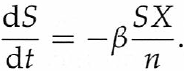 dS/dt = −β SX/n.